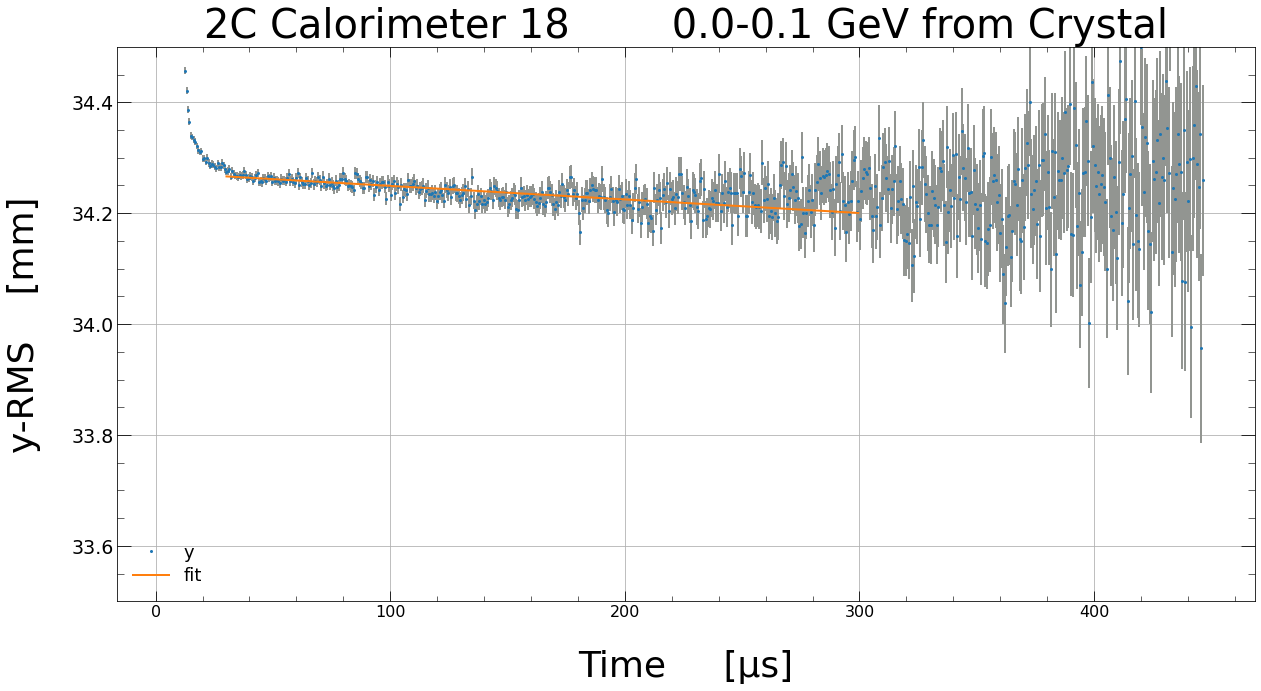 2C Calorimeter 18 0.0-0.1 GeV from Crystal
y-RMS [mm]
34.4
34.2
34.0
33.8
33.6
y
fit
0 100 200 300 400
Time [μs]